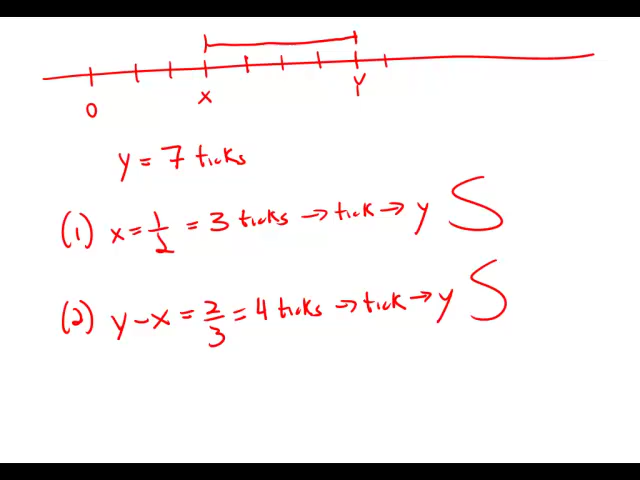 0 x y
y = 7 ticks
(1) x = 1/2 = 3 ticks → tick → y S
(2) y - x = 2/3 = 4 ticks → tick → y S